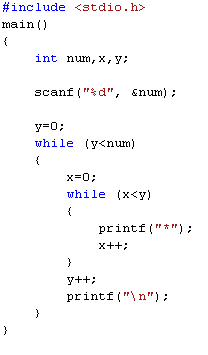 #include <stdio.h>
main()
{
int num,x,y;
scanf("%d", &num);
y=0;
while (y<num)
{
x=0;
while (x<y)
{
printf("*");
x++;
}
y++;
printf("\n");
}
}